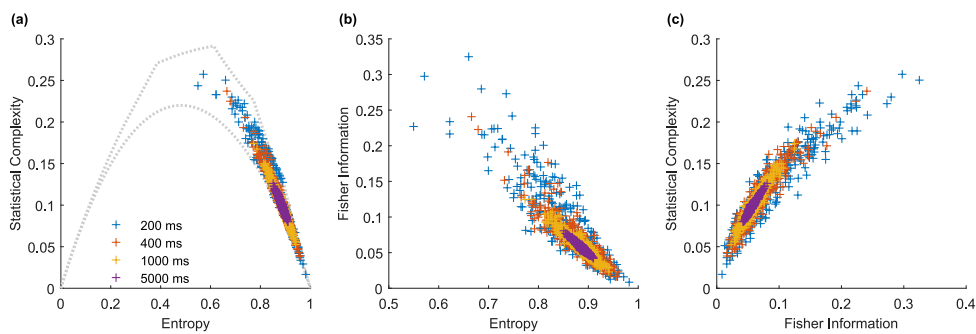 (a)
0.3
0.25
0.2
0.15
0.1
0.05
0
Statistical Complexity
200 ms
400 ms
1000 ms
5000 ms
0 0.2 0.4 0.6 0.8 1
Entropy
(b)
0.35
0.3
0.25
0.2
0.15
0.1
0.05
0
Fisher Information
0.5 0.6 0.7 0.8 0.9 1
Entropy
(c)
0.3
0.25
0.2
0.15
0.1
0.05
0
Statistical Complexity
0 0.1 0.2 0.3 0.4
Fisher Information